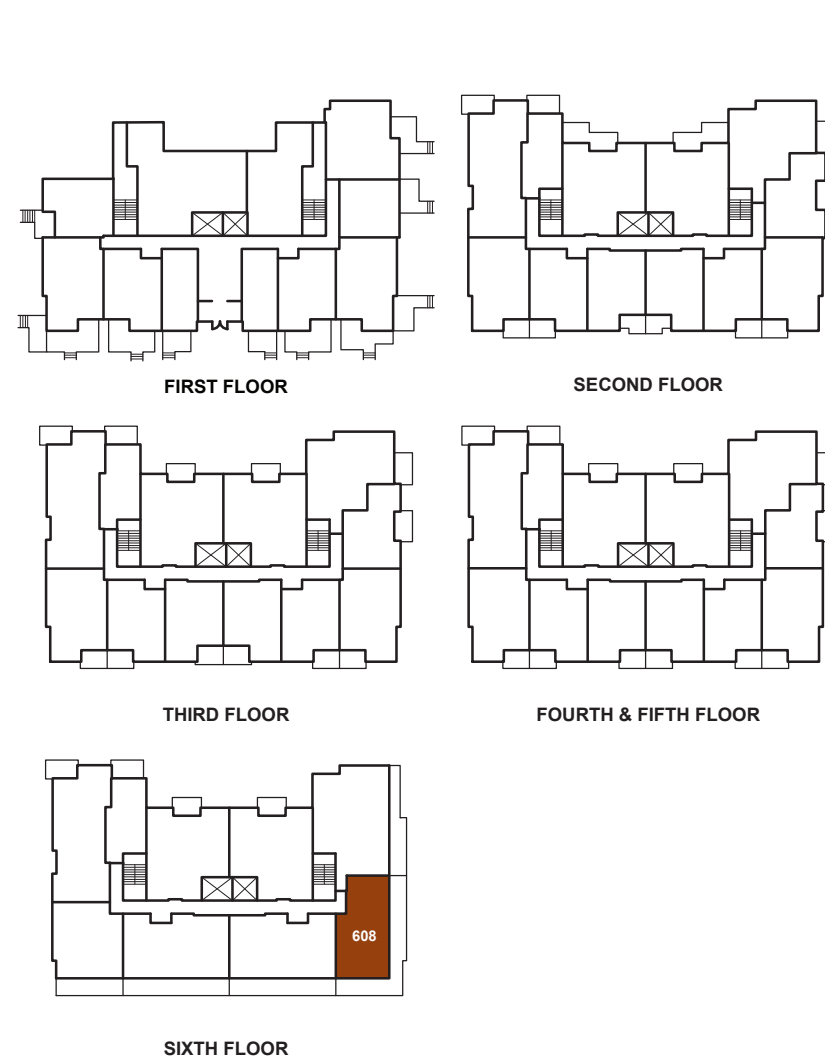 FIRST FLOOR
SECOND FLOOR
THIRD FLOOR
FOURTH & FIFTH FLOOR
608
SIXTH FLOOR